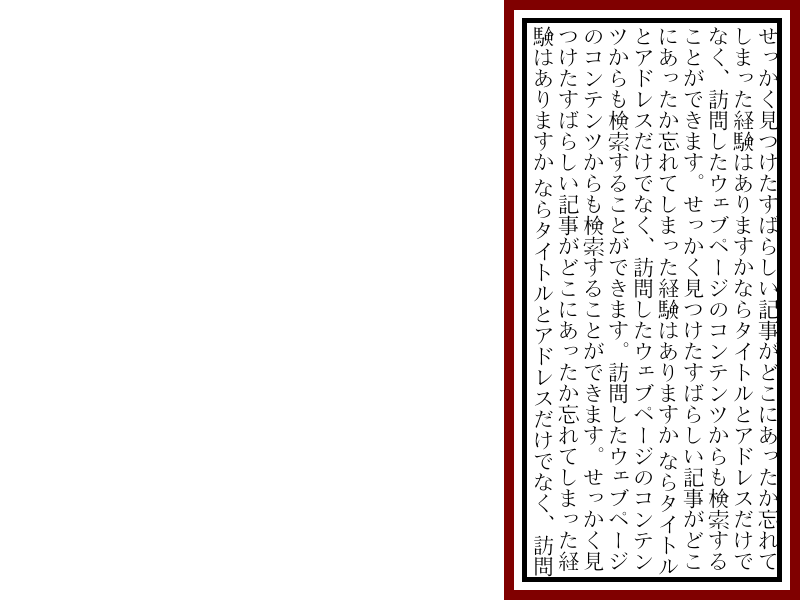 せっかく見つけたすばらしい記事がどこにあったか忘れて
しまった経験はありますかならタイトルとアドレスだけで
なく、訪問したウェブページのコンテンツからも検索する
ことができます。せっかく見つけたすばらしい記事がどこ
にあったか忘れてしまった経験はありますか ならタイトル
とアドレスだけでなく、訪問したウェブページのコンテン
ツからも検索することができます。訪問したウェブページ
のコンテンツからも検索することができます。せっかく見
つけたすばらしい記事がどこにあったか忘れてしまった経
験はありますか ならタイトルとアドレスだけでなく、訪問